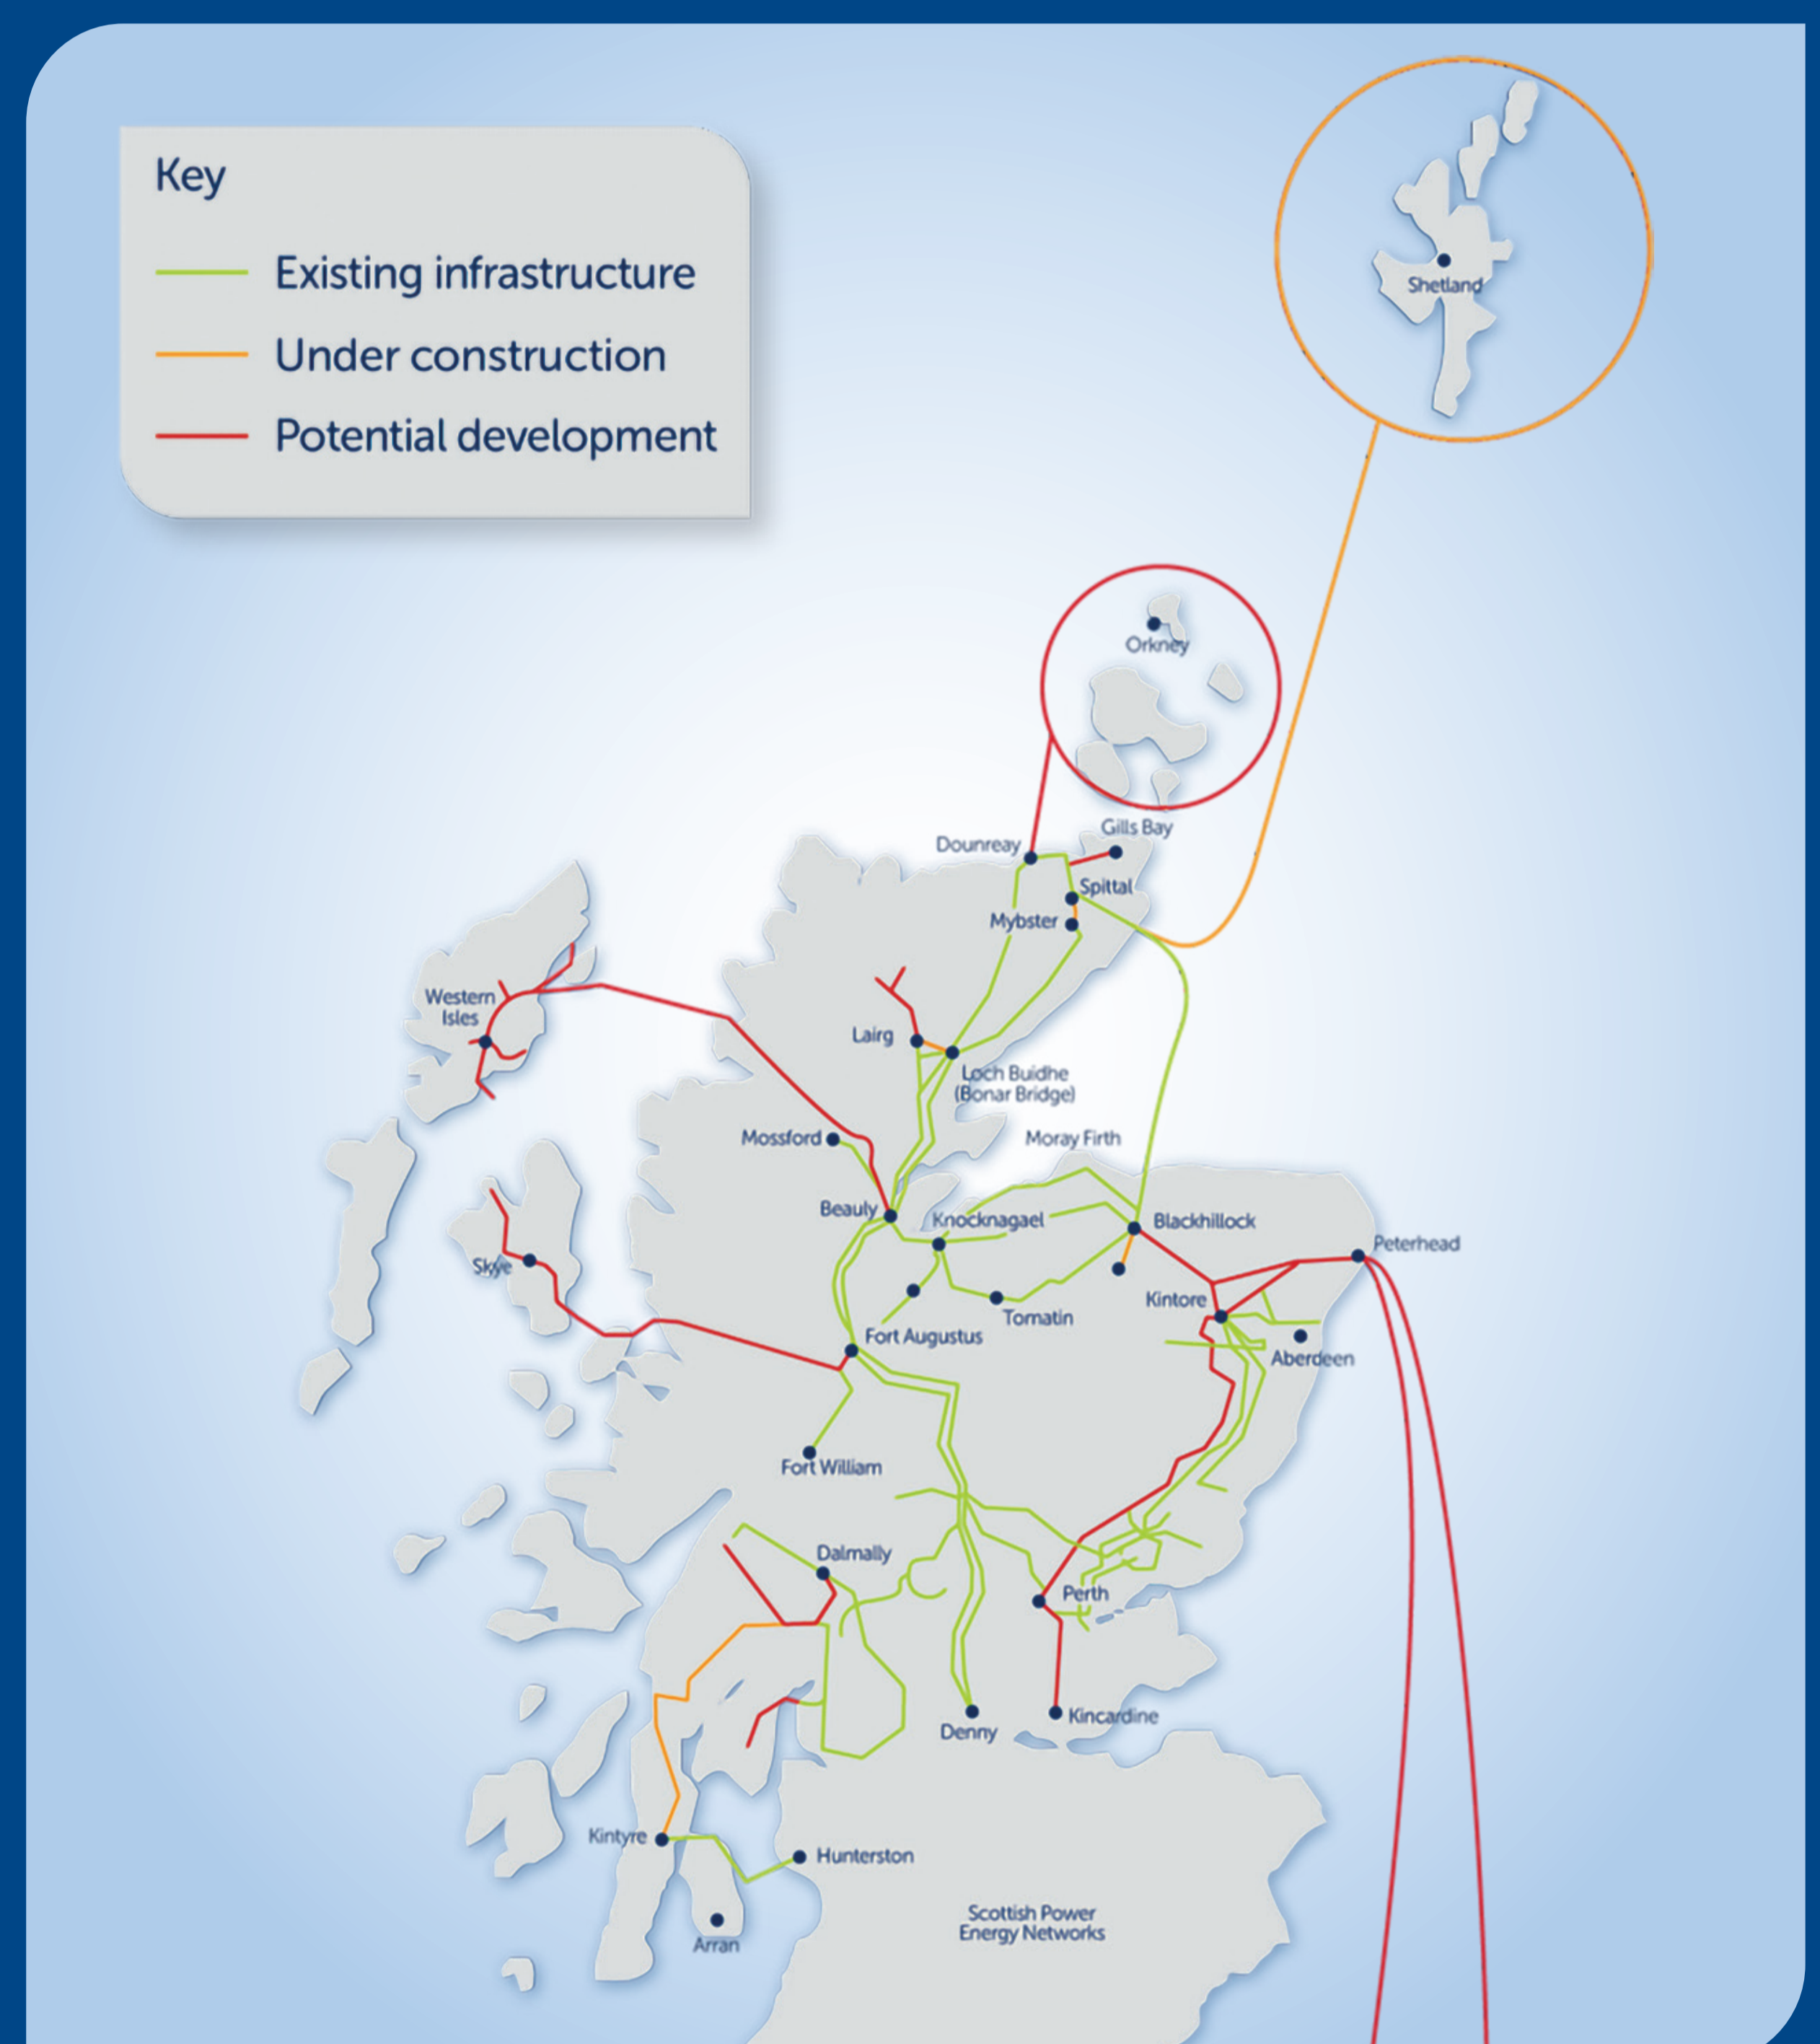 Key
Existing infrastructure
Under construction
Potential development
Shetland
Orkney
Gills Bay
Dounreay
Spittal
Mybster
Western
Isles
Lairg
Loch Buidhe
(Bonar Bridge)
Mossford
Moray Firth
Beauly
Knocknagael
Blackhillock
Peterhead
Skye
Kintore
Tomatin
Fort Augustus
Aberdeen
Fort William
Dalmally
Perth
Denny
Kincardine
Kintyre
Hunterston
Scottish Power
Energy Networks
Arran